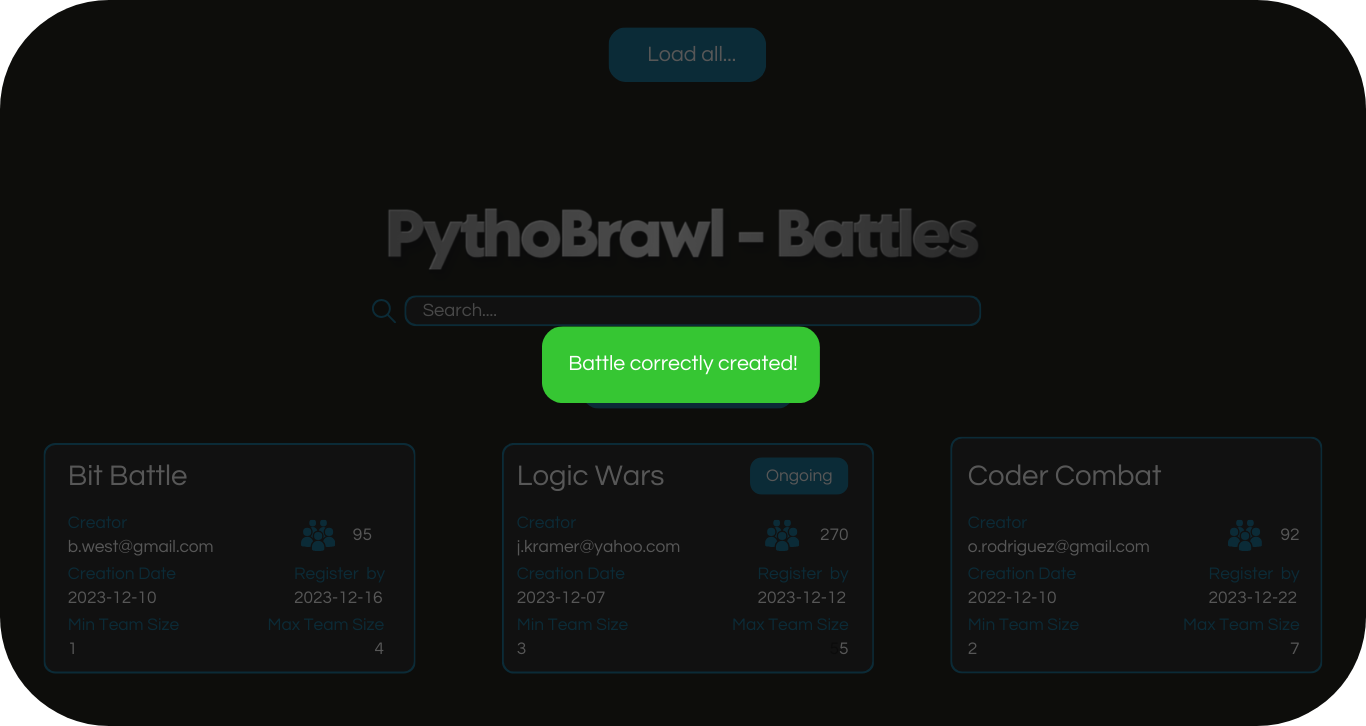 Load all...
PythoBrawl - Battles
Search....
Battle correctly created!
Bit Battle
Creator
b.west@gmail.com
95
Creation Date Register by
2023-12-10 2023-12-16
Min Team Size Max Team Size
1 4
Logic Wars Ongoing
Creator
j.kramer@yahoo.com
270
Creation Date Register by
2023-12-07 2023-12-12
Min Team Size Max Team Size
3 5
Coder Combat
Creator
o.rodriguez@gmail.com
92
Creation Date Register by
2022-12-10 2023-12-22
Min Team Size Max Team Size
2 7